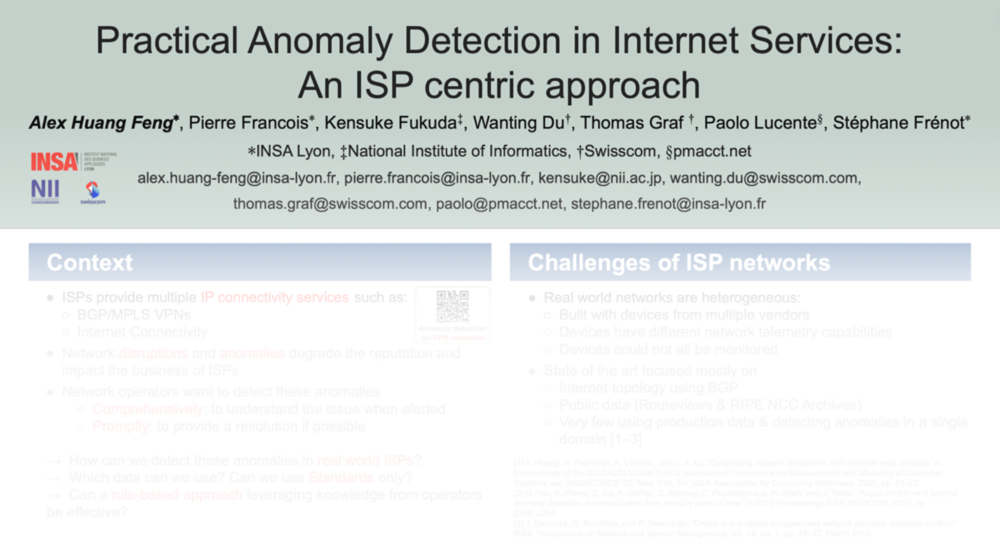 Practical Anomaly Detection in Internet Services:
An ISP centric approach
Alex Huang Feng*, Pierre Francois*, Kensuke Fukuda‡, Wanting Du†, Thomas Graf †, Paolo Lucente§, Stéphane Frénot*
*INSA Lyon, ‡National Institute of Informatics, †Swisscom, §pmacct.net
alex.huang-feng@insa-lyon.fr, pierre.francois@insa-lyon.fr, kensuke@nii.ac.jp, wanting.du@swisscom.com,
thomas.graf@swisscom.com, paolo@pmacct.net, stephane.frenot@insa-lyon.fr
INSA
INSTITUT NATIONAL
DES SCIENCES
APPLIQUÉES
LYON
NII
swisscom
Context
● ISPs provide multiple IP connectivity services such as:
○ BGP/MPLS VPNs
○ Internet Connectivity
Anomaly detection
on VPN networks
● Network disruptions and anomalies degrade the reputation and
impact the business of ISPs
● Network operators want to detect these anomalies
○ Comprehensively: to understand the issue when alerted
○ Promptly: to provide a resolution if possible
→ How can we detect these anomalies in real world ISPs?
→ Which data can we use? Can we use Standards only?
→ Can a rule-based approach leveraging knowledge from operators
be effective?
Challenges of ISP networks
● Real world networks are heterogeneous:
○ Built with devices from multiple vendors
○ Devices have different network telemetry capabilities
○ Devices could not all be monitored
● State of the art focused mostly on
○ Internet topology using BGP
○ Public data (Routeviews & RIPE NCC Archives)
○ Very few using production data & detecting anomalies in a single
domain [1–3]
[1] Y. Huang, N. Feamster, A. Lakhina, and J. J. Xu, "Diagnosing network disruptions with network-wide analysis" in
Proceedings of the 2007 ACM SIGMETRICS International Conference on Measurement and Modeling of Computer
Systems, ser. SIGMETRICS '07. New York, NY, USA: Association for Computing Machinery, 2007, pp. 61–72.
[2] H. Yan, A. Flavel, Z. Ge, A. Gerber, D. Massey, C. Papadopoulos, H. Shah, and J. Yates, "Argus: End-to-end service
anomaly detection and localization from an isp's point of view" in 2012 Proceedings IEEE INFOCOM, 2012, pp.
2756–2760.
[3] J. Dromard, G. Roudière, and P. Owezarski, "Online and scalable unsupervised network anomaly detection method"
IEEE Transactions on Network and Service Management, vol. 14, no. 1, pp. 34–47, March 2017.